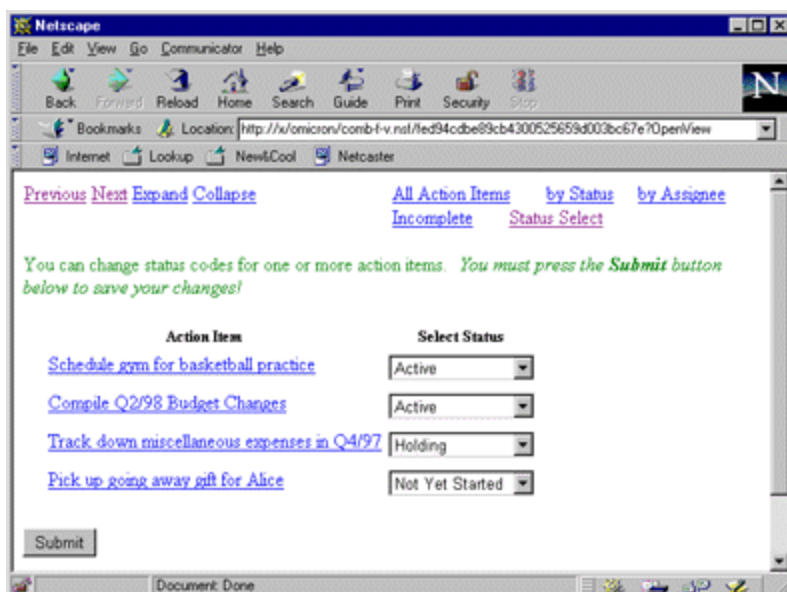 Netscape
File Edit View Go Communicator Help
Back Forward Reload Home Search Guide Print Security Stop
N
Bookmarks Location: http://x/omicron/comb-f-v.nsf/fed94cdbe89cb4300525659d003bc67e?OpenView
Internet Lookup New&Cool Netcaster
Previous Next Expand Collapse All Action Items by Status by Assignee
Incomplete Status Select
You can change status codes for one or more action items. You must press the Submit button
below to save your changes!
Action Item Select Status
Schedule gym for basketball practice Active
Compile Q2/98 Budget Changes Active
Track down miscellaneous expenses in Q4/97 Holding
Pick up going away gift for Alice Not Yet Started
Submit
Document: Done